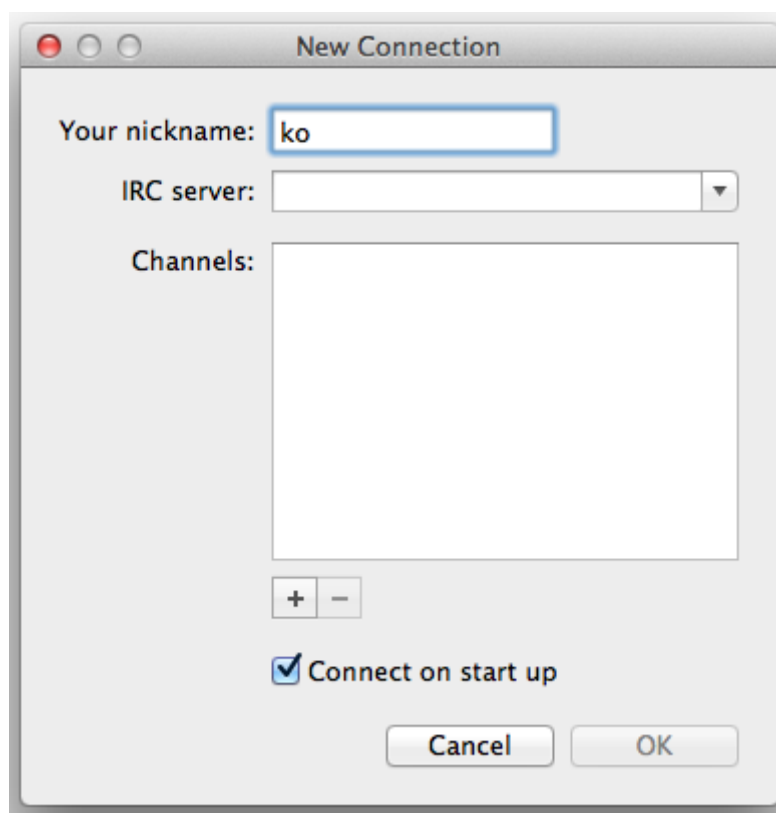 New Connection
Your nickname: ko
IRC server:
Channels:
+ −
Connect on start up
Cancel OK